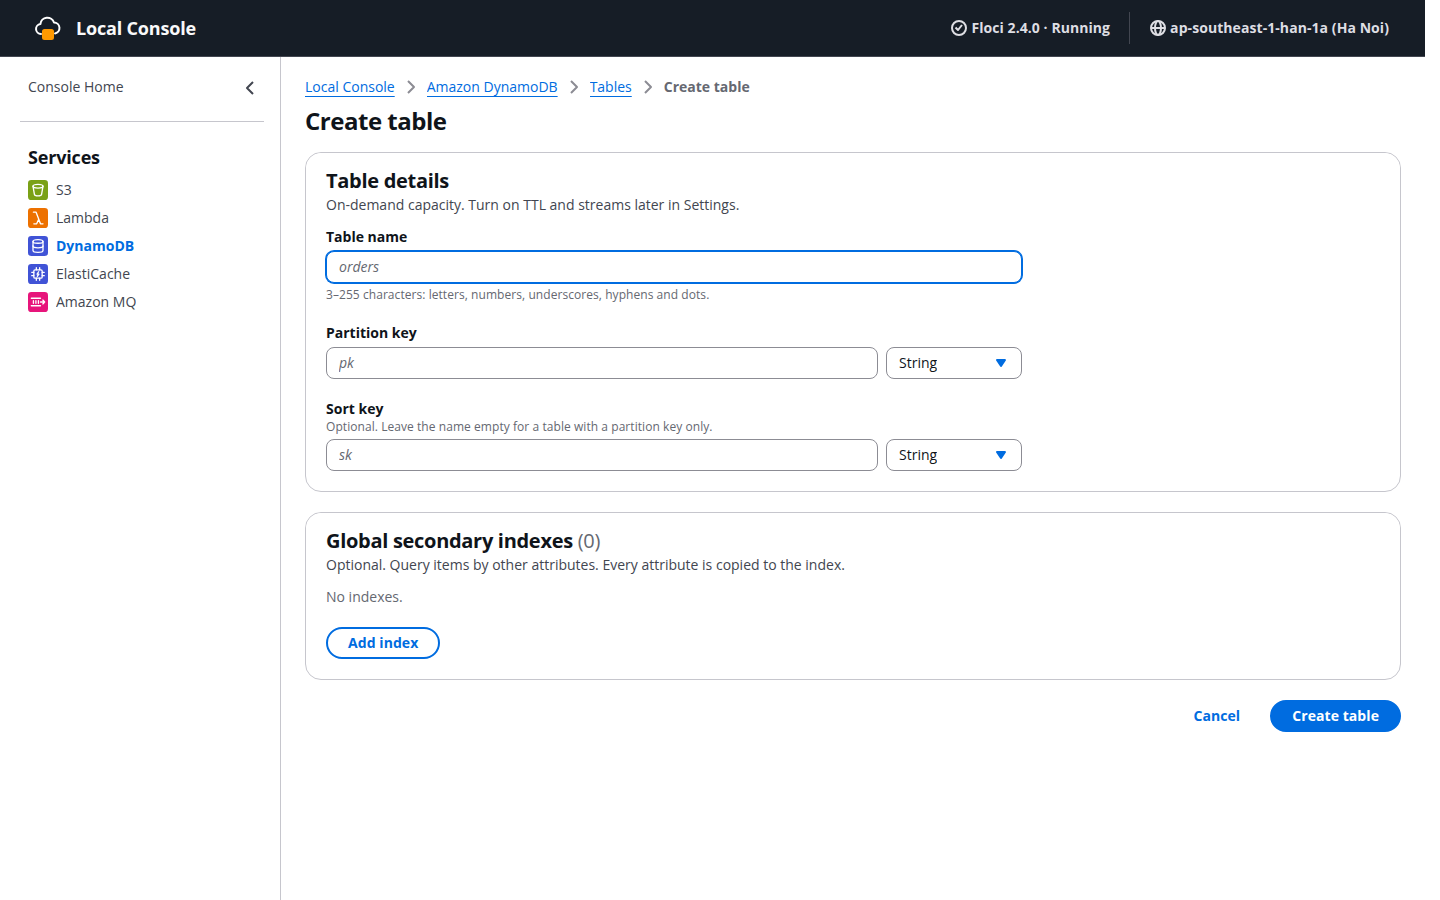 Local Console
Floci 2.4.0 · Running
ap-southeast-1-han-1a (Ha Noi)
Console Home
Services
S3
Lambda
DynamoDB
ElastiCache
Amazon MQ
Local Console > Amazon DynamoDB > Tables > Create table
Create table
Table details
On-demand capacity. Turn on TTL and streams later in Settings.
Table name
orders
3–255 characters: letters, numbers, underscores, hyphens and dots.
Partition key
pk
String
Sort key
Optional. Leave the name empty for a table with a partition key only.
sk
String
Global secondary indexes (0)
Optional. Query items by other attributes. Every attribute is copied to the index.
No indexes.
Add index
Cancel
Create table